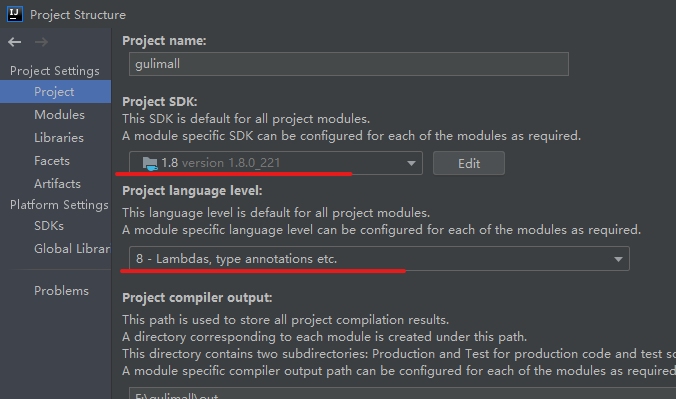 IJ
Project Structure
Project Settings
Project
Modules
Libraries
Facets
Artifacts
Platform Settings
SDKs
Global Librar
Problems
Project name:
gulimall
Project SDK:
This SDK is default for all project modules.
A module specific SDK can be configured for each of the modules as required.
1.8 version 1.8.0_221
Edit
Project language level:
This language level is default for all project modules.
A module specific language level can be configured for each of the modules as required.
8 - Lambdas, type annotations etc.
Project compiler output:
This path is used to store all project compilation results.
A directory corresponding to each module is created under this path.
This directory contains two subdirectories: Production and Test for production code and test so
A module specific compiler output path can be configured for each of the modules as required